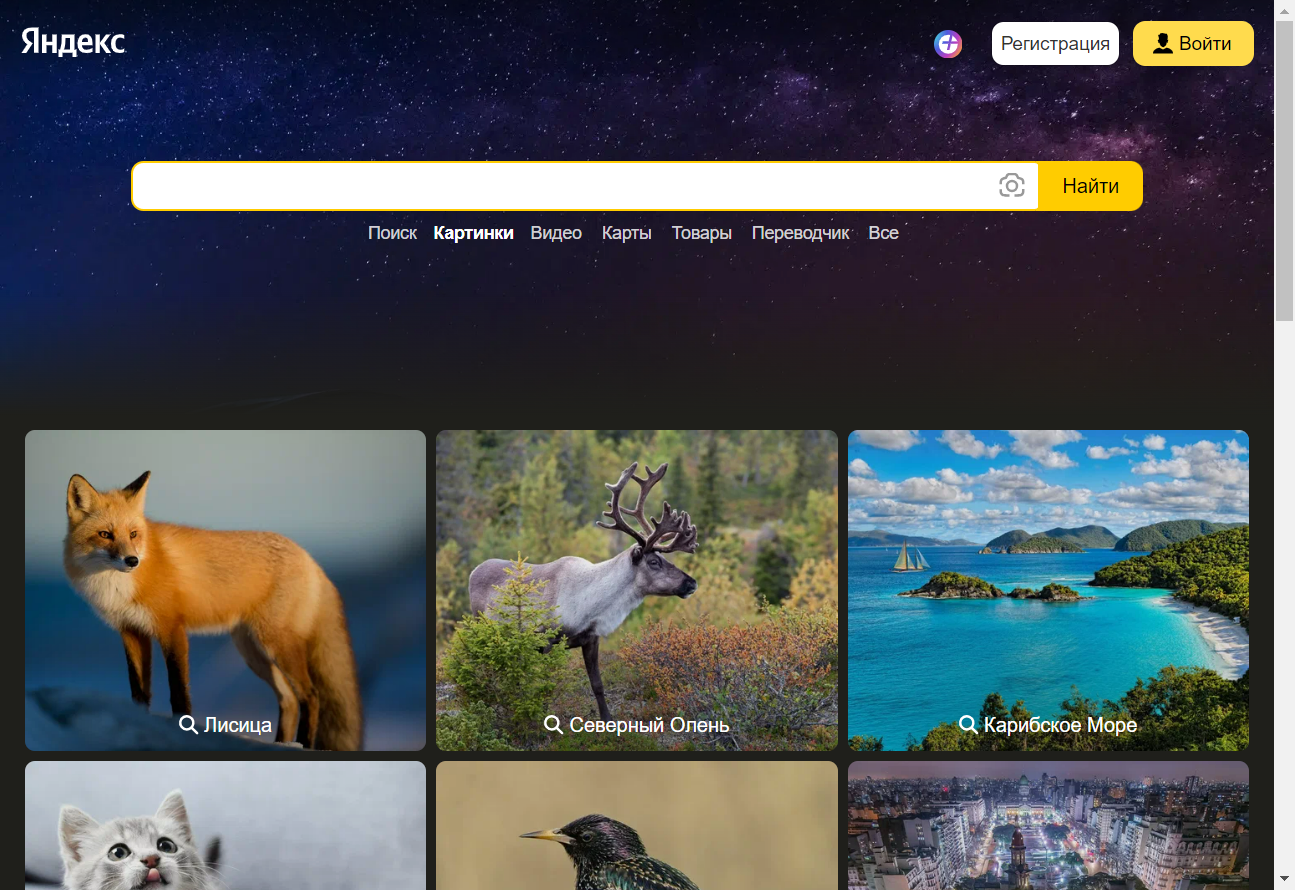 Яндекс
Регистрация
Войти
Найти
Поиск Картинки Видео Карты Товары Переводчик Все
Лисица
Северный Олень
Карибское Море